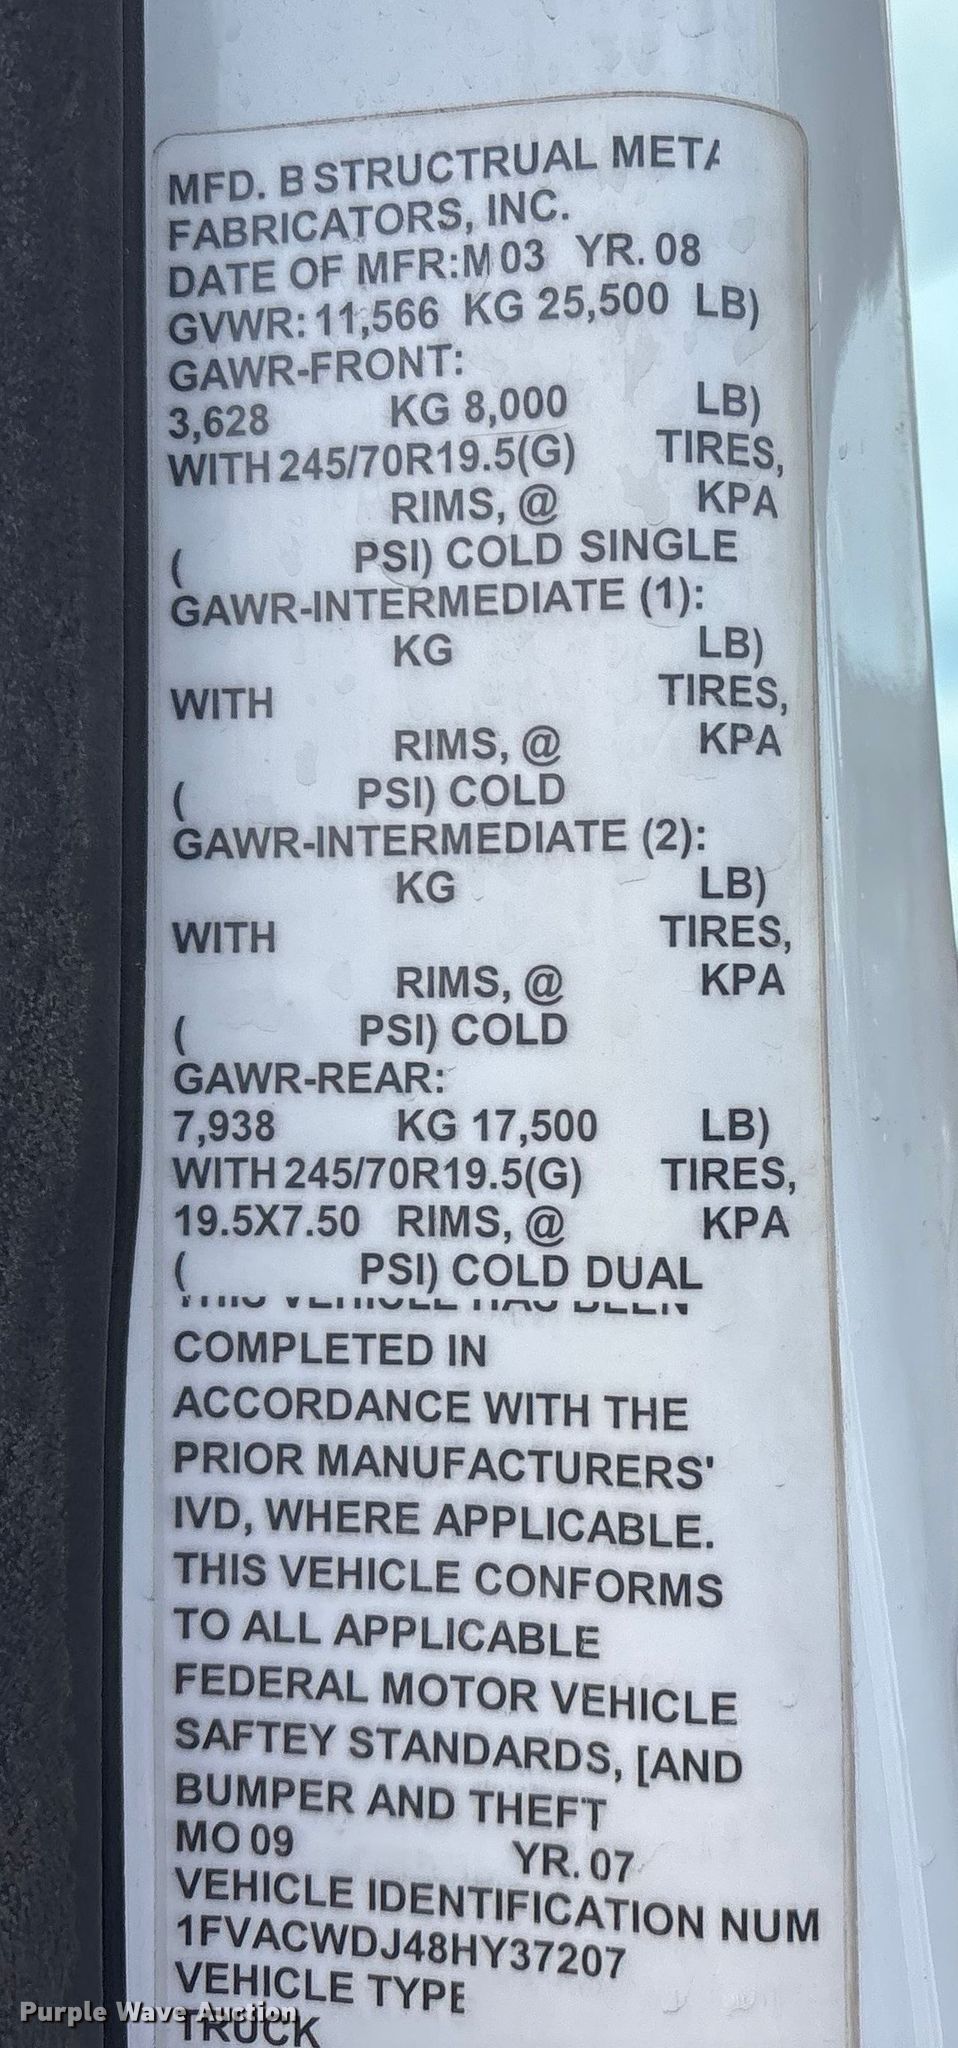 MFD. B STRUCTRUAL META
FABRICATORS, INC.
DATE OF MFR:M 03 YR. 08
GVWR: 11,566 KG 25,500 LB)
GAWR-FRONT:
3,628 KG 8,000 LB)
WITH 245/70R19.5(G) TIRES,
RIMS, @ KPA
( PSI) COLD SINGLE
GAWR-INTERMEDIATE (1):
KG LB)
WITH TIRES,
RIMS, @ KPA
( PSI) COLD
GAWR-INTERMEDIATE (2):
KG LB)
WITH TIRES,
RIMS, @ KPA
( PSI) COLD
GAWR-REAR:
7,938 KG 17,500 LB)
WITH 245/70R19.5(G) TIRES,
19.5X7.50 RIMS, @ KPA
( PSI) COLD DUAL
THIS VEHICLE HAS BEEN
COMPLETED IN
ACCORDANCE WITH THE
PRIOR MANUFACTURERS'
IVD, WHERE APPLICABLE.
THIS VEHICLE CONFORMS
TO ALL APPLICABLE
FEDERAL MOTOR VEHICLE
SAFTEY STANDARDS, [AND
BUMPER AND THEFT
MO 09 YR. 07
VEHICLE IDENTIFICATION NUM
1FVACWDJ48HY37207
VEHICLE TYPE
TRUCK
Purple Wave Auction